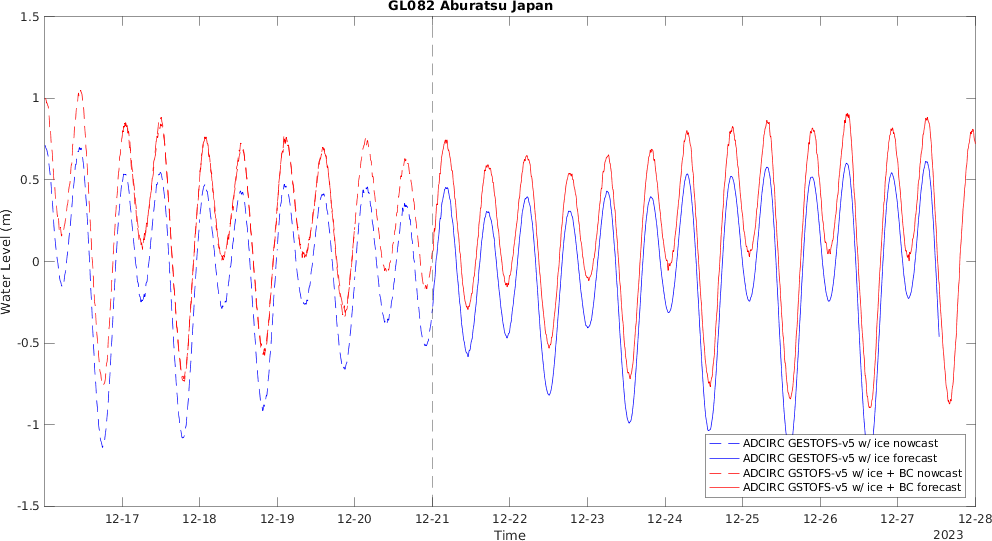 GL082 Aburatsu Japan
1.5
1
0.5
0
-0.5
-1
-1.5
Water Level (m)
ADCIRC GESTOFS-v5 w/ ice nowcast
ADCIRC GESTOFS-v5 w/ ice forecast
ADCIRC GSTOFS-v5 w/ ice + BC nowcast
ADCIRC GSTOFS-v5 w/ ice + BC forecast
12-17 12-18 12-19 12-20 12-21 12-22 12-23 12-24 12-25 12-26 12-27 12-28
Time
2023